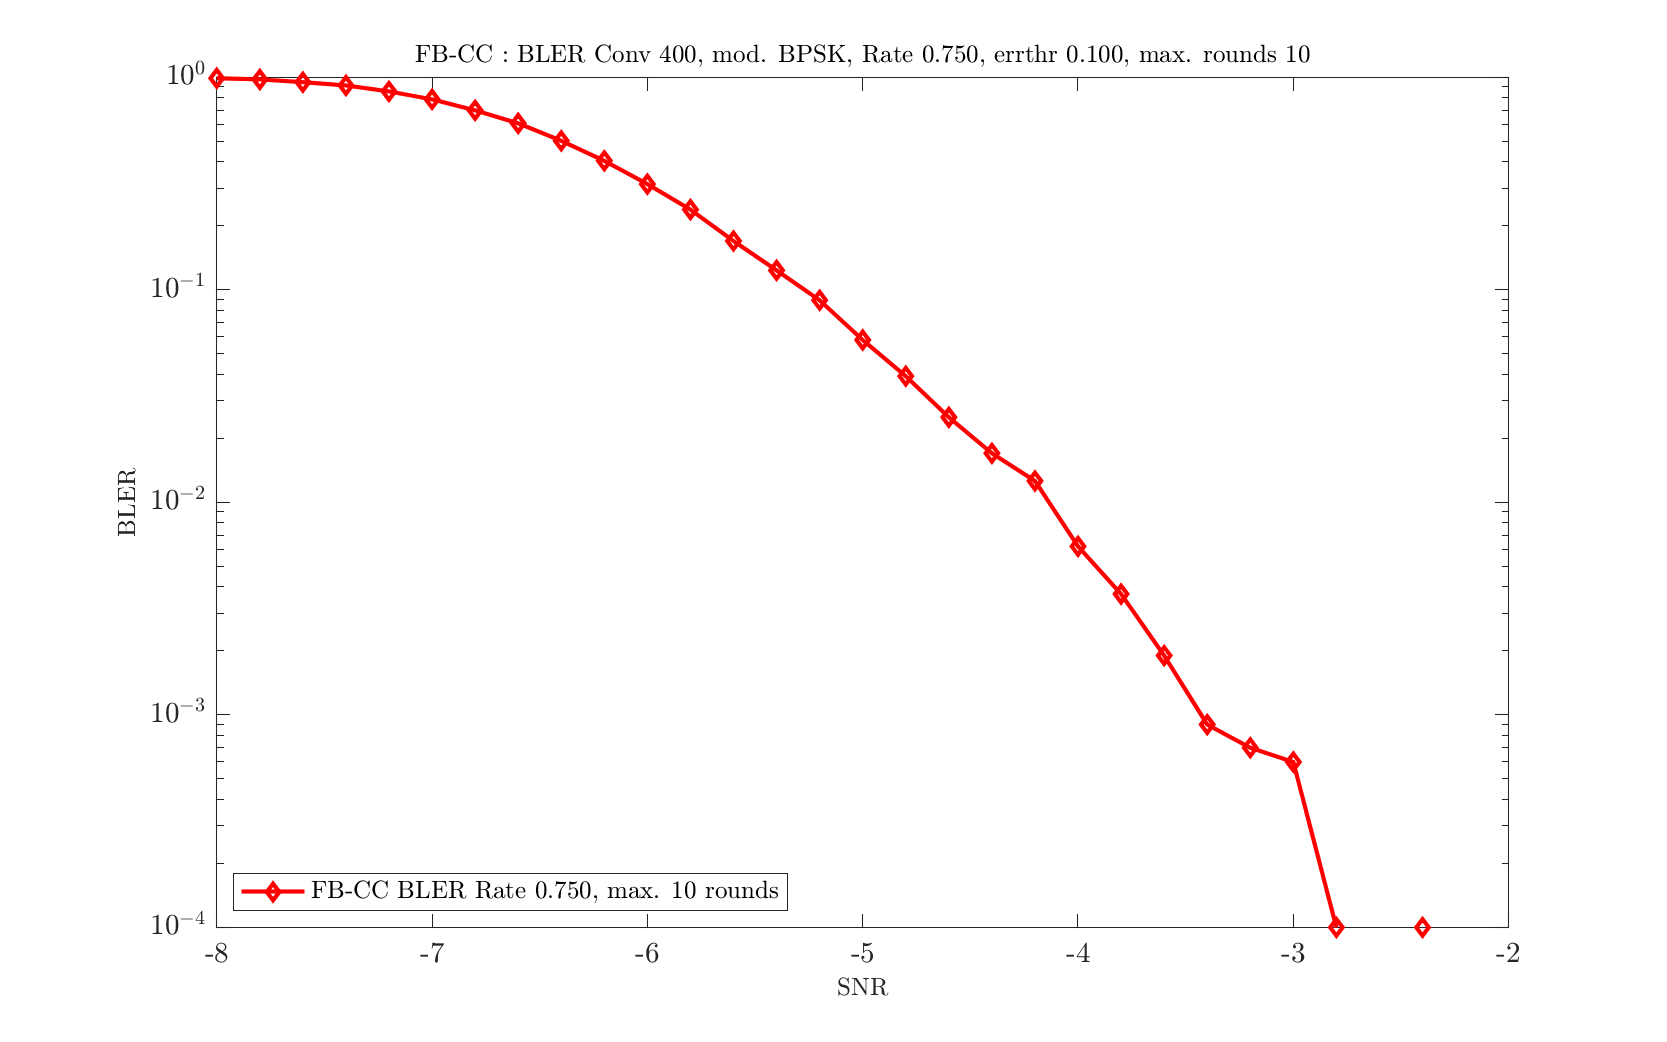 FB-CC : BLER Conv 400, mod. BPSK, Rate 0.750, errthr 0.100, max. rounds 10
10^0
10^−1
10^−2
10^−3
10^−4
BLER
FB-CC BLER Rate 0.750, max. 10 rounds
-8 -7 -6 -5 -4 -3 -2
SNR